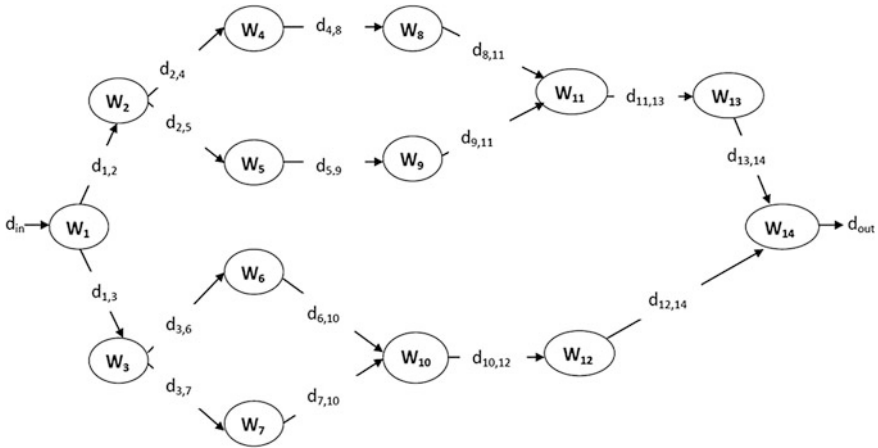 W₄ d₄,₈ W₈
d₂,₄ d₈,₁₁
W₂ W₁₁ d₁₁,₁₃ W₁₃
d₂,₅ d₉,₁₁
d₁,₂ W₅ d₅.₉ W₉ d₁₃,₁₄
d_in W₁ W₁₄ d_out
W₆
d₁,₃ d₃,₆ d₆,₁₀ d₁₂,₁₄
W₃ W₁₀ d₁₀,₁₂ W₁₂
d₃,₇ d₇,₁₀
W₇